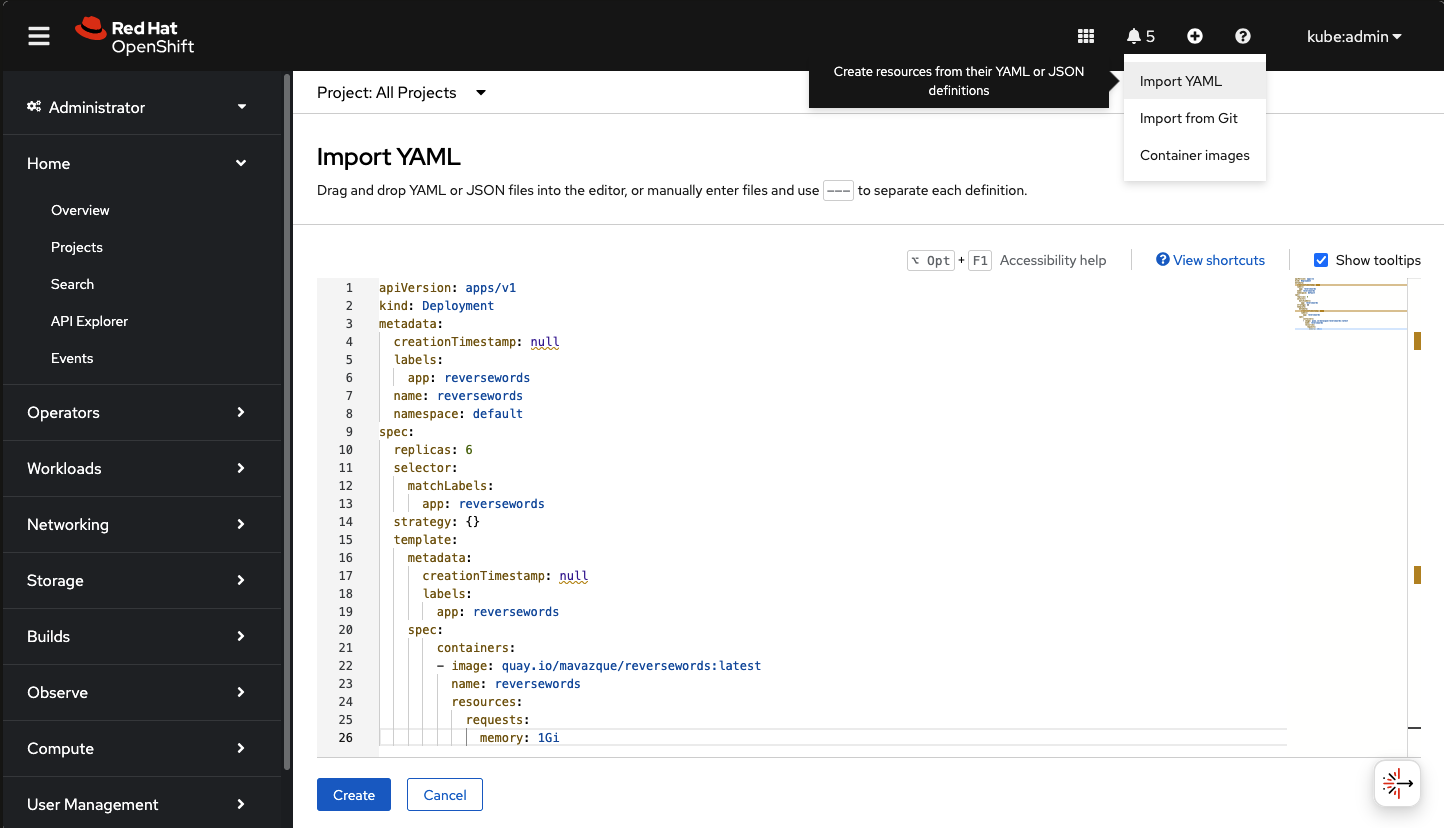 Red Hat
OpenShift
5
kube:admin
Create resources from their YAML or JSON
definitions
Import YAML
Import from Git
Container images
Administrator
Home
Overview
Projects
Search
API Explorer
Events
Operators
Workloads
Networking
Storage
Builds
Observe
Compute
User Management
Project: All Projects
Import YAML
Drag and drop YAML or JSON files into the editor, or manually enter files and use --- to separate each definition.
⌥ Opt + F1 Accessibility help
View shortcuts
Show tooltips
1 apiVersion: apps/v1
2 kind: Deployment
3 metadata:
4   creationTimestamp: null
5   labels:
6     app: reversewords
7   name: reversewords
8   namespace: default
9 spec:
10   replicas: 6
11   selector:
12     matchLabels:
13       app: reversewords
14   strategy: {}
15   template:
16     metadata:
17       creationTimestamp: null
18       labels:
19         app: reversewords
20     spec:
21         containers:
22         - image: quay.io/mavazque/reversewords:latest
23           name: reversewords
24           resources:
25             requests:
26               memory: 1Gi
Create
Cancel